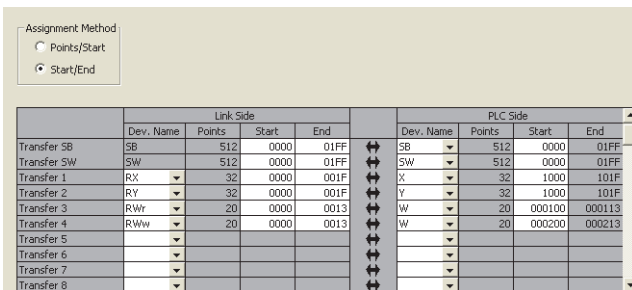 Assignment Method
Points/Start
Start/End
Link Side PLC Side
Dev. Name Points Start End Dev. Name Points Start End
Transfer SB SB 512 0000 01FF SB 512 0000 01FF
Transfer SW SW 512 0000 01FF SW 512 0000 01FF
Transfer 1 RX 32 0000 001F X 32 1000 101F
Transfer 2 RY 32 0000 001F Y 32 1000 101F
Transfer 3 RWr 20 0000 0013 W 20 000100 000113
Transfer 4 RWw 20 0000 0013 W 20 000200 000213
Transfer 5
Transfer 6
Transfer 7
Transfer 8